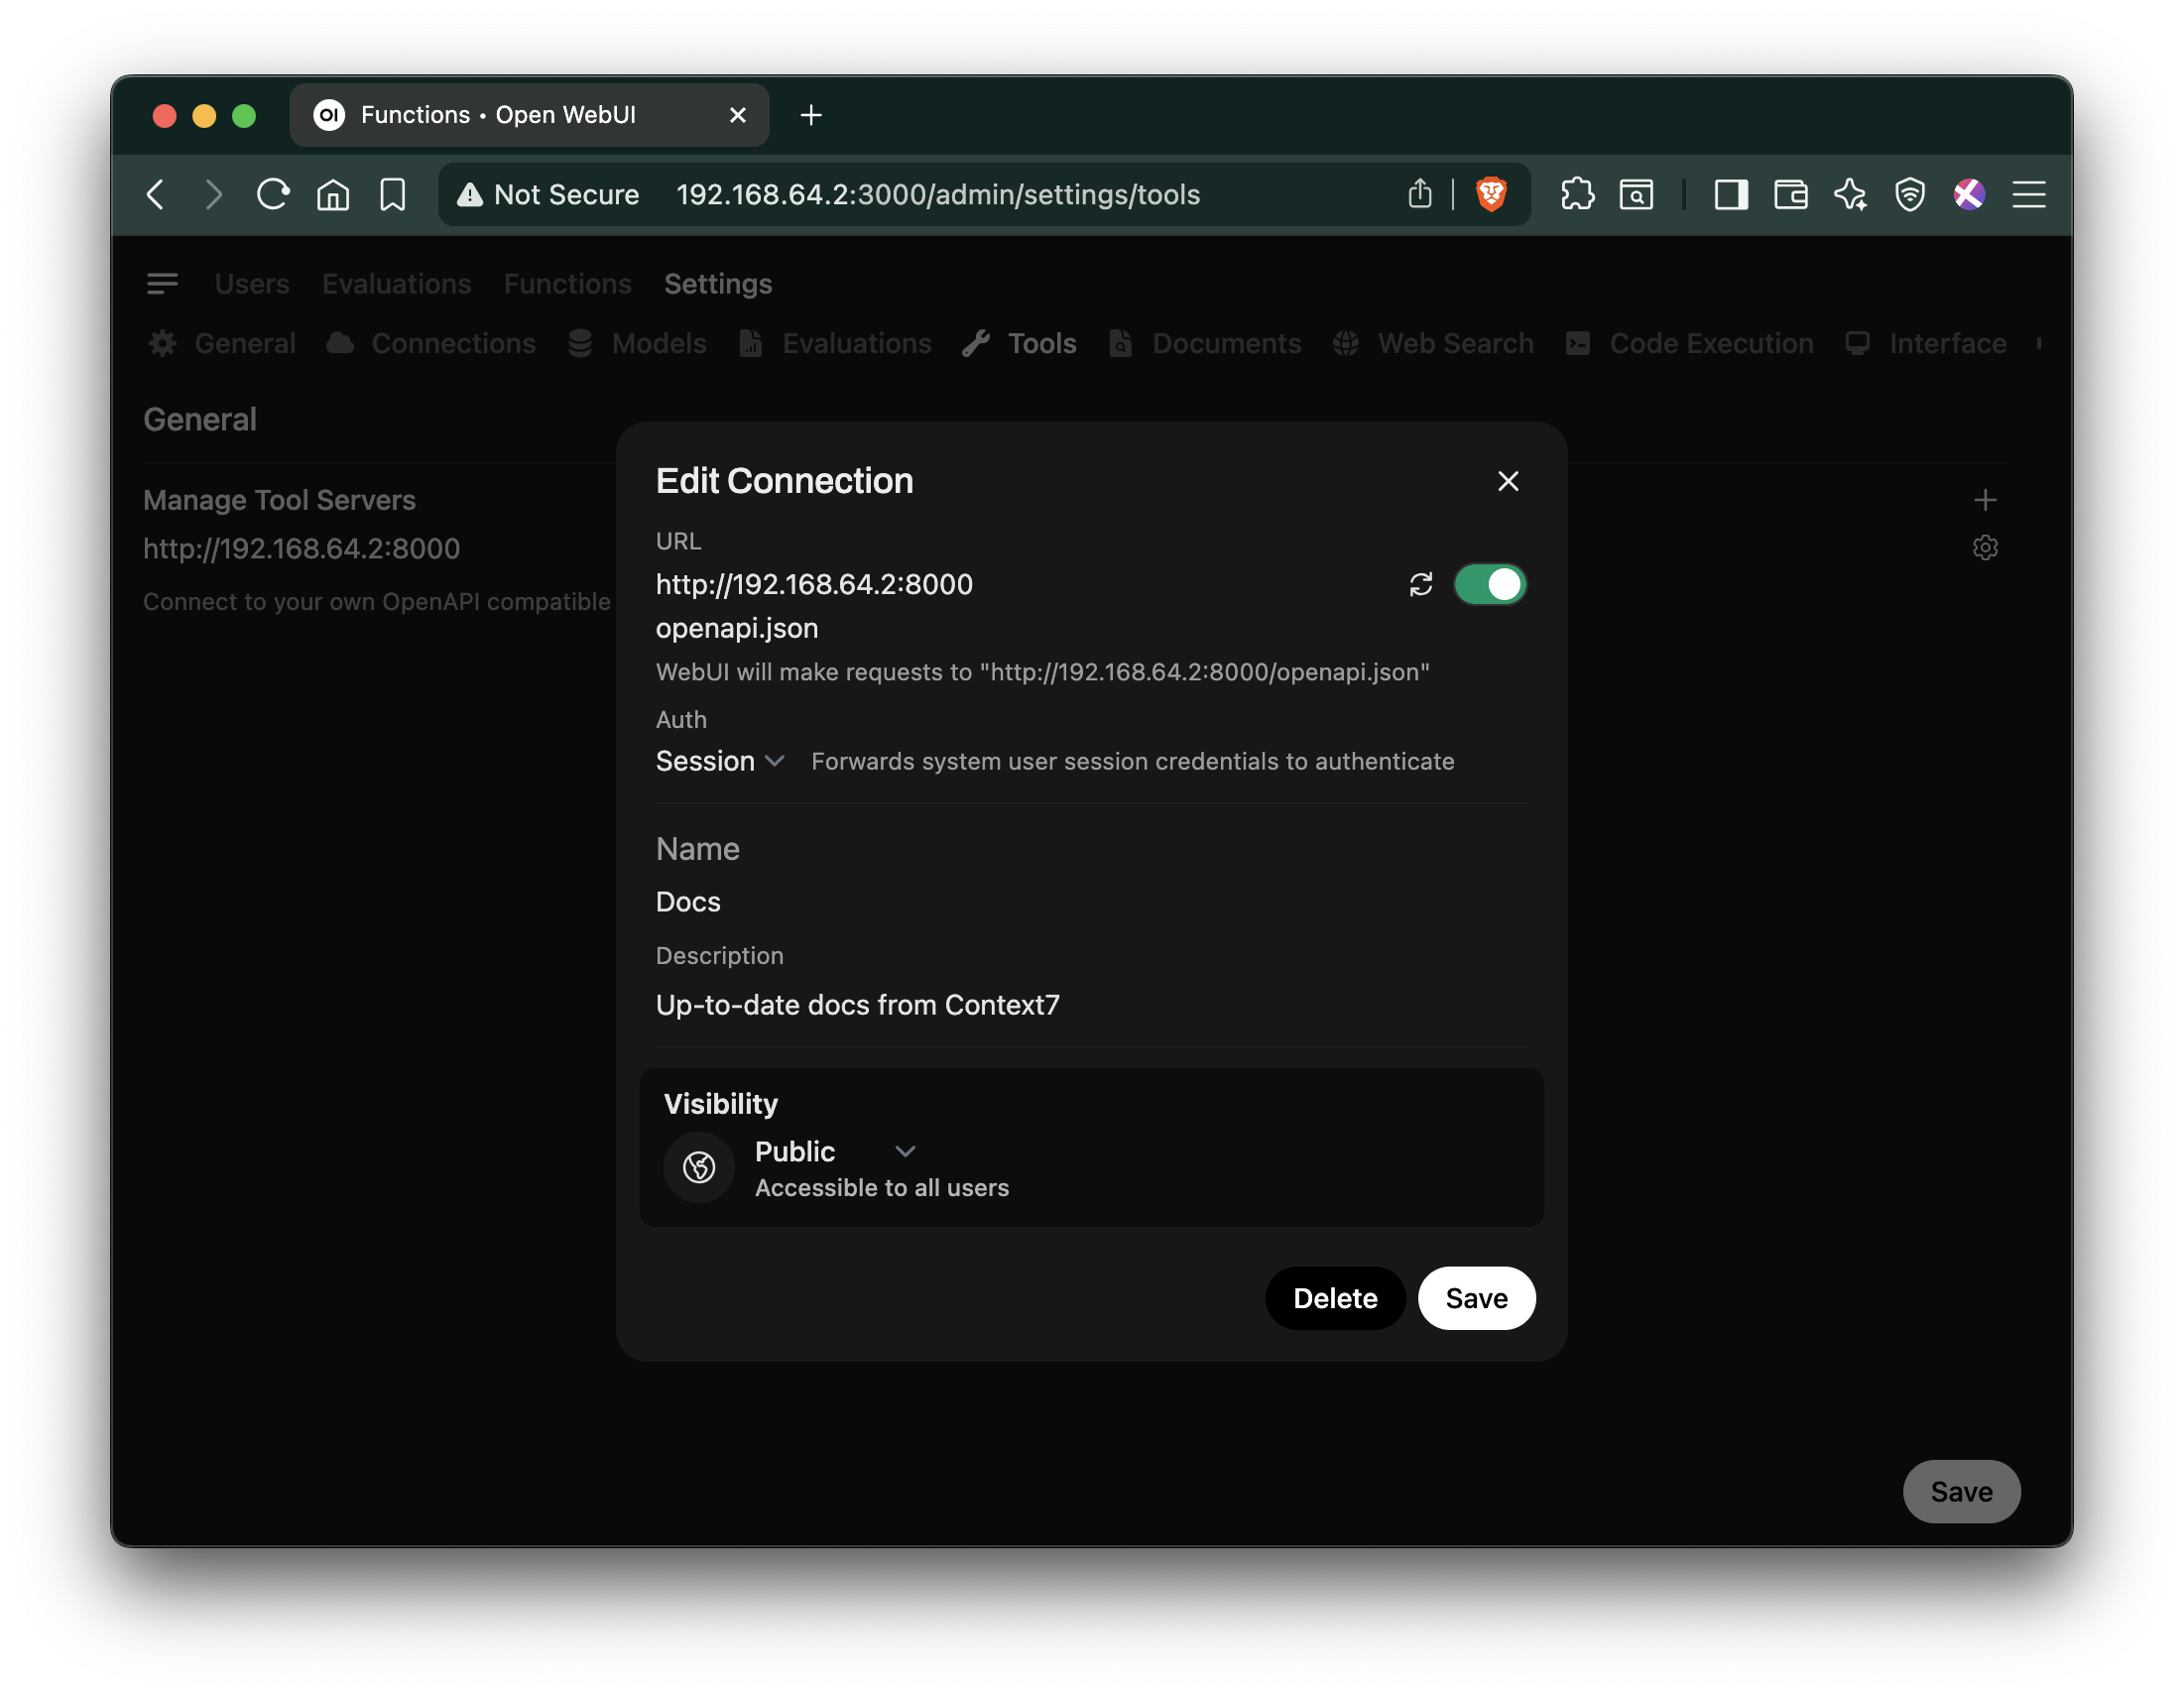 OI Functions • Open WebUI
Not Secure 192.168.64.2:3000/admin/settings/tools
Users Evaluations Functions Settings
General Connections Models Evaluations Tools Documents Web Search Code Execution Interface
General
Manage Tool Servers
http://192.168.64.2:8000
Connect to your own OpenAPI compatible
Edit Connection
URL
http://192.168.64.2:8000
openapi.json
WebUI will make requests to "http://192.168.64.2:8000/openapi.json"
Auth
Session Forwards system user session credentials to authenticate
Name
Docs
Description
Up-to-date docs from Context7
Visibility
Public
Accessible to all users
Delete Save
Save